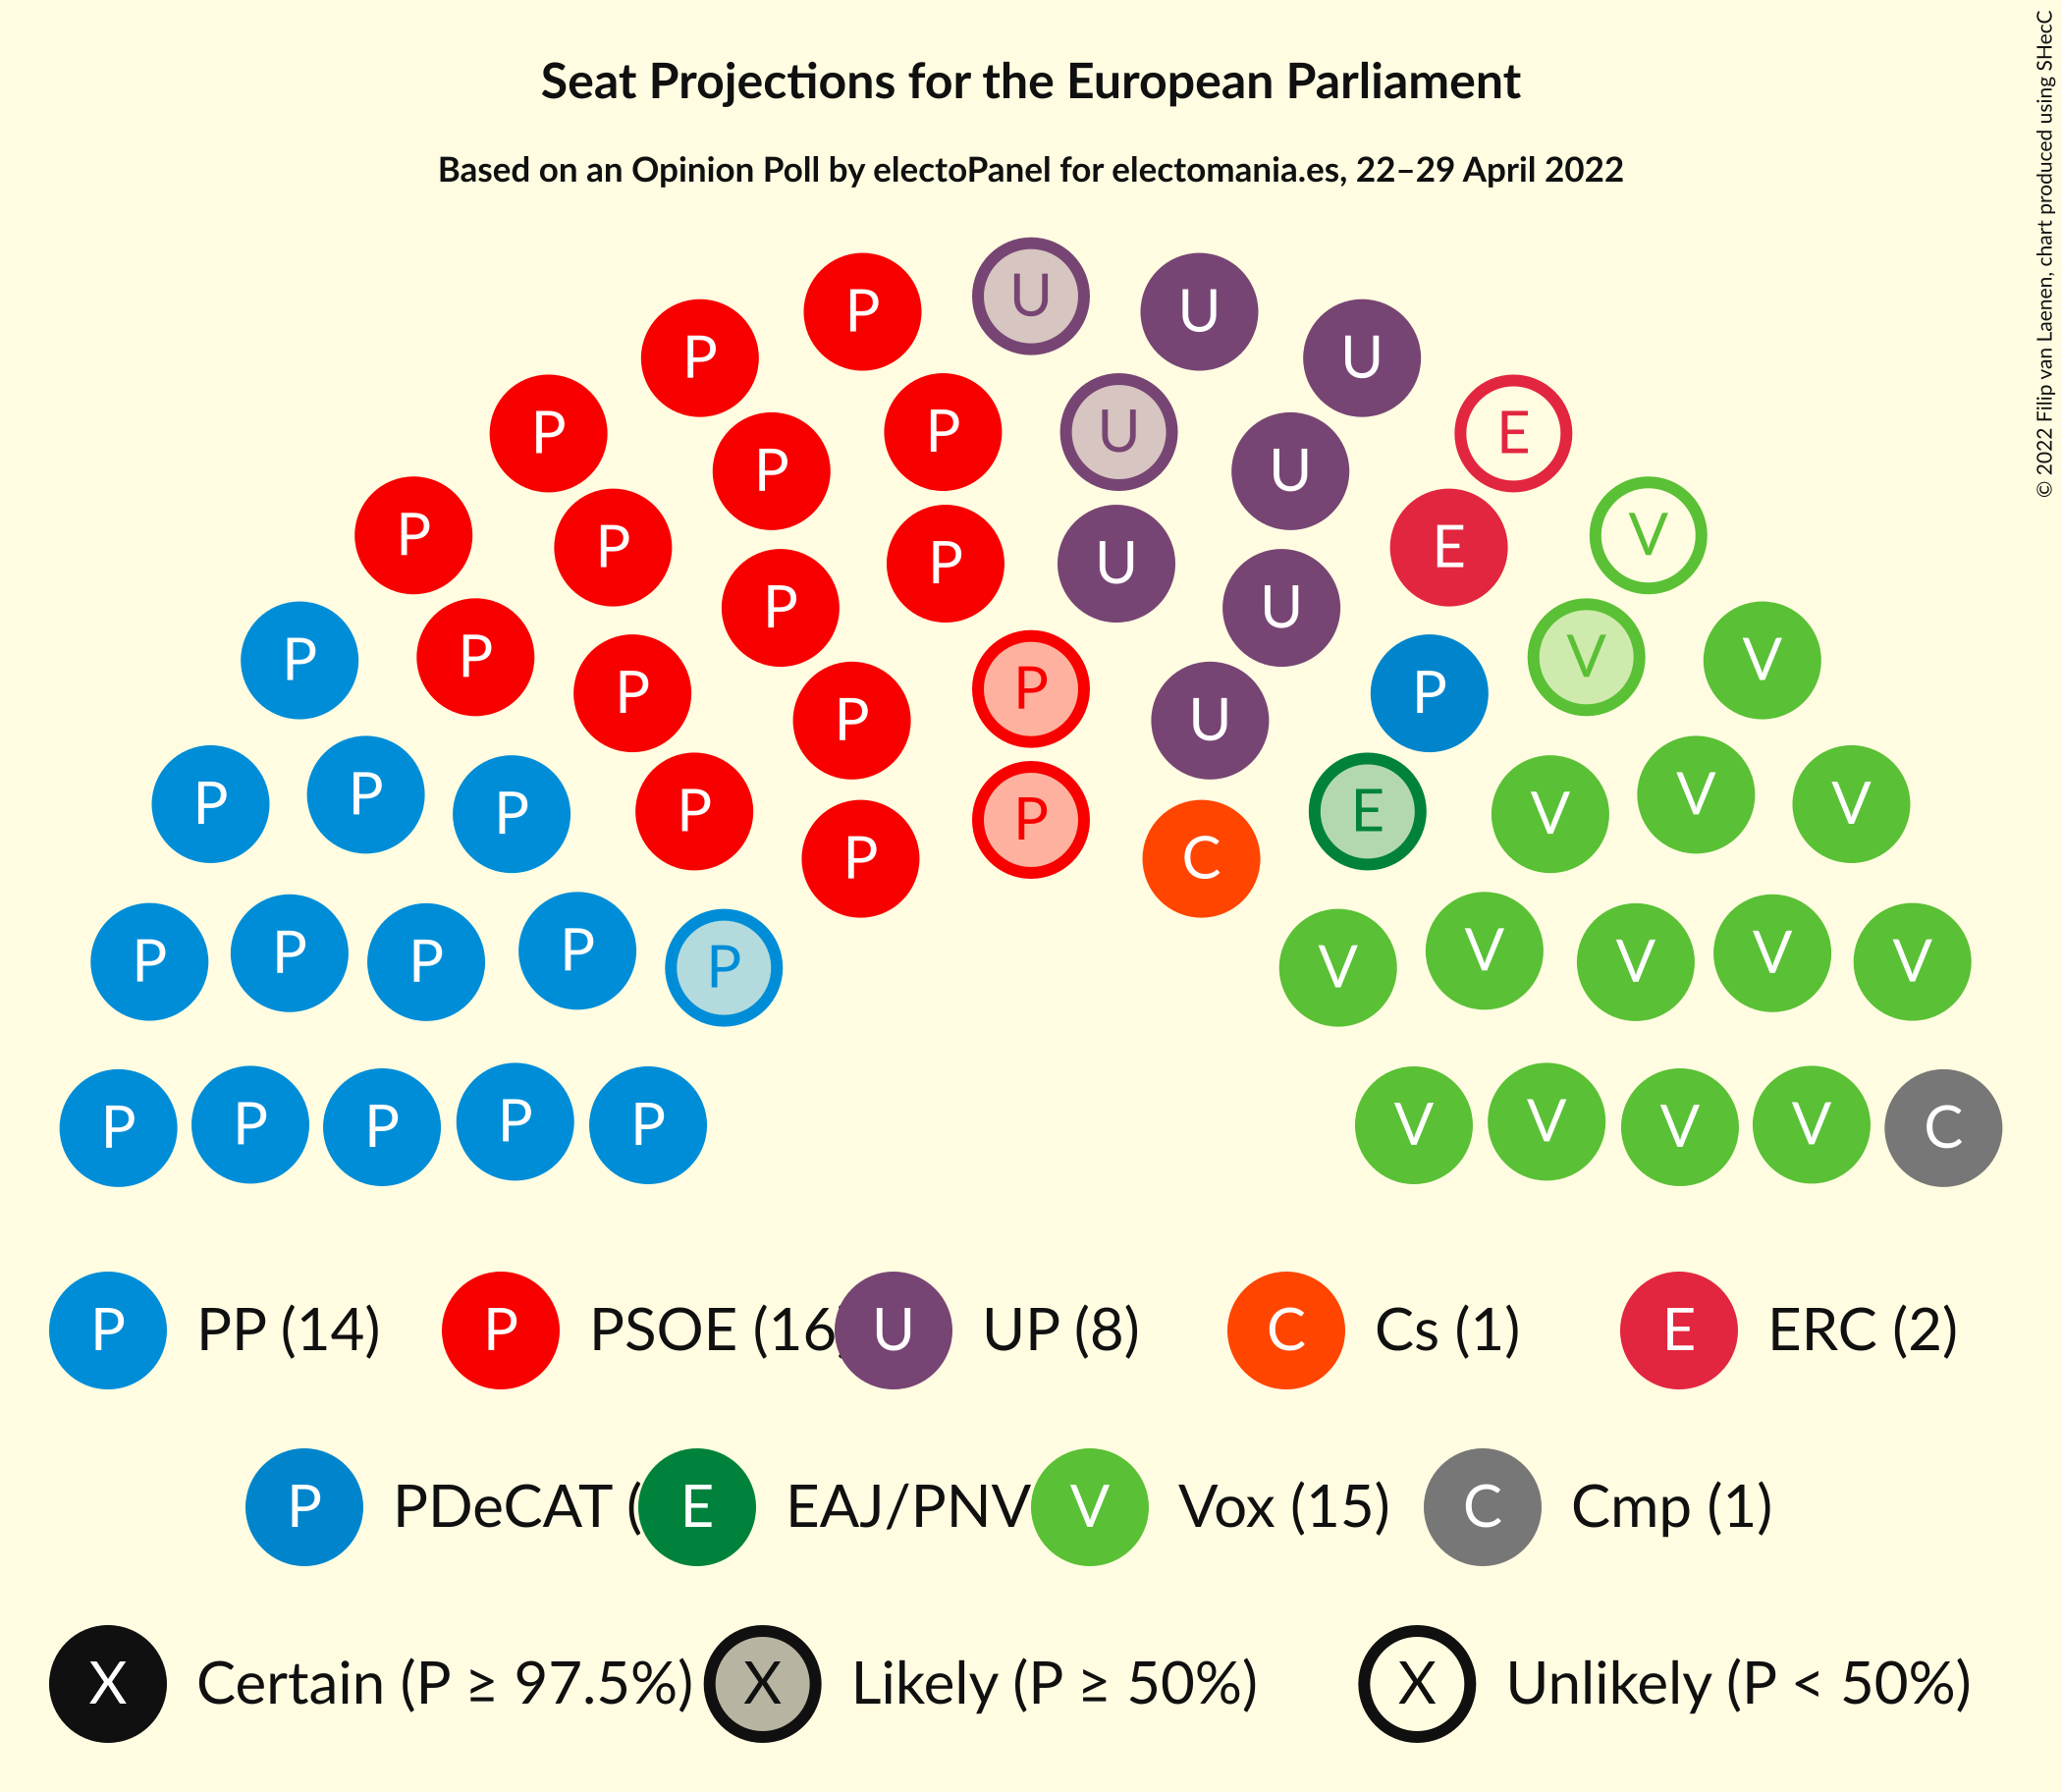 Seat Projections for the European Parliament
Based on an Opinion Poll by electoPanel for electomania.es, 22–29 April 2022
© 2022 Filip van Laenen, chart produced using SHecC
U
P U
P U
P U
P U
P E
P U
P E
P V
P U
P U
P V
P V
P P
P
P U
P V
P V
P V
P E
P
P C
P V
P V
P V
P V
P V
P V
P P P P P V V V V C
P PP (14) P PSOE (16 U UP (8) C Cs (1) E ERC (2)
P PDeCAT ( E EAJ/PNV V Vox (15) C Cmp (1)
X Certain (P ≥ 97.5%) X Likely (P ≥ 50%) X Unlikely (P < 50%)